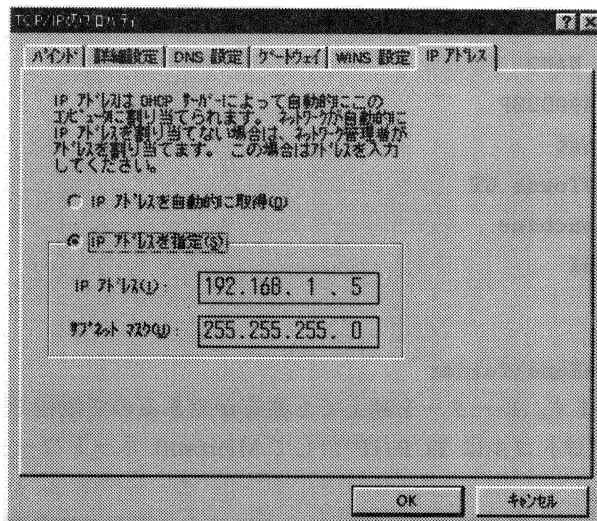 TCP/IPのプロパティ
バインド 詳細設定 DNS 設定 ゲートウェイ WINS 設定 IP アドレス
IP アドレスは DHCP サーバーによって自動的にこの
コンピュータに割り当てられます。 ネットワークが自動的に
IP アドレスを割り当てない場合は、ネットワーク管理者が
アドレスを割り当てます。 この場合はアドレスを入力
してください。
IP アドレスを自動的に取得(O)
IP アドレスを指定(S)
IP アドレス(I):
192.168. 1 . 5
サブネット マスク(U):
255.255.255. 0
OK キャンセル